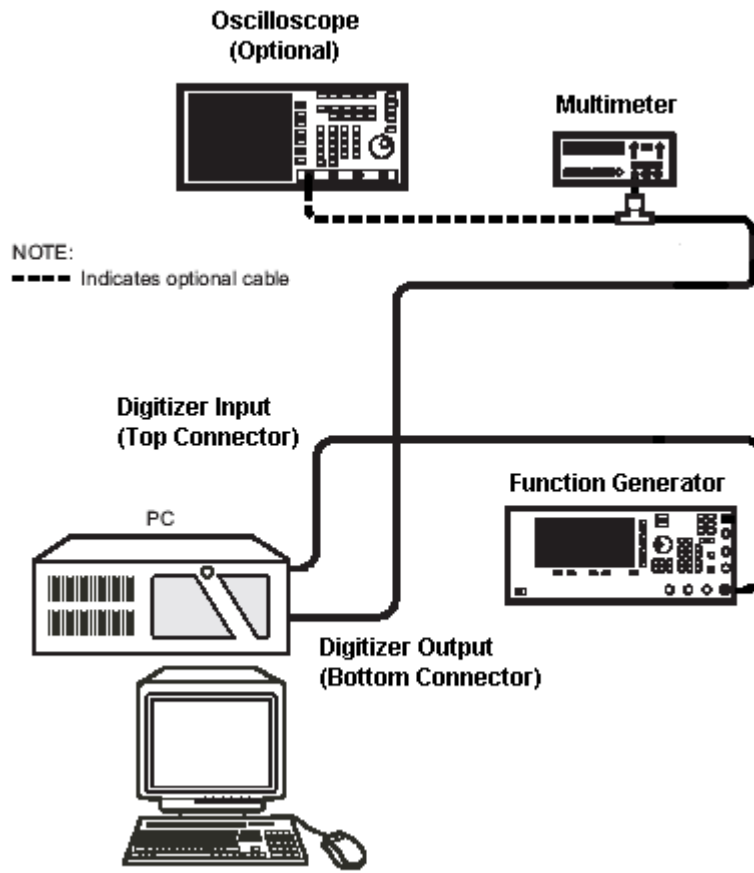 Oscilloscope
(Optional)
Multimeter
NOTE:
Indicates optional cable
Digitizer Input
(Top Connector)
Function Generator
PC
Digitizer Output
(Bottom Connector)